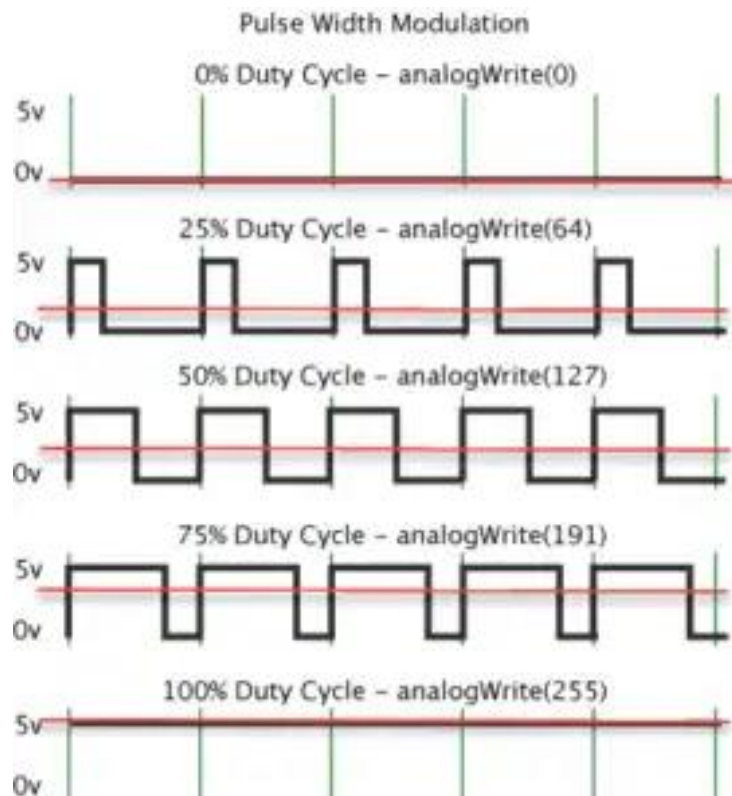 Pulse Width Modulation
0% Duty Cycle – analogWrite(0)
5v
0v
25% Duty Cycle – analogWrite(64)
5v
0v
50% Duty Cycle – analogWrite(127)
5v
0v
75% Duty Cycle – analogWrite(191)
5v
0v
100% Duty Cycle – analogWrite(255)
5v
0v